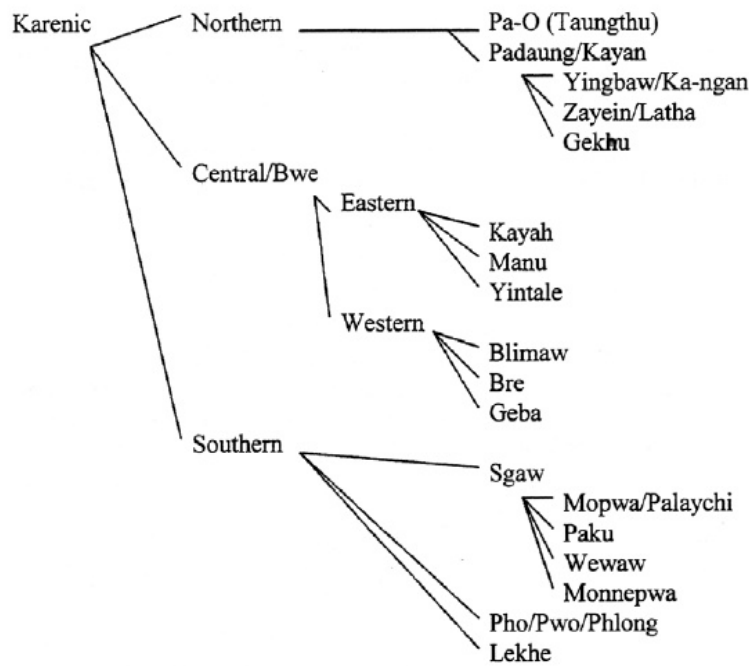 Karenic Northern Pa-O (Taungthu)
Padaung/Kayan
Yingbaw/Ka-ngan
Zayein/Latha
Gekhu
Central/Bwe
Eastern
Kayah
Manu
Yintale
Western
Blimaw
Bre
Geba
Southern
Sgaw
Mopwa/Palaychi
Paku
Wewaw
Monnepwa
Pho/Pwo/Phlong
Lekhe